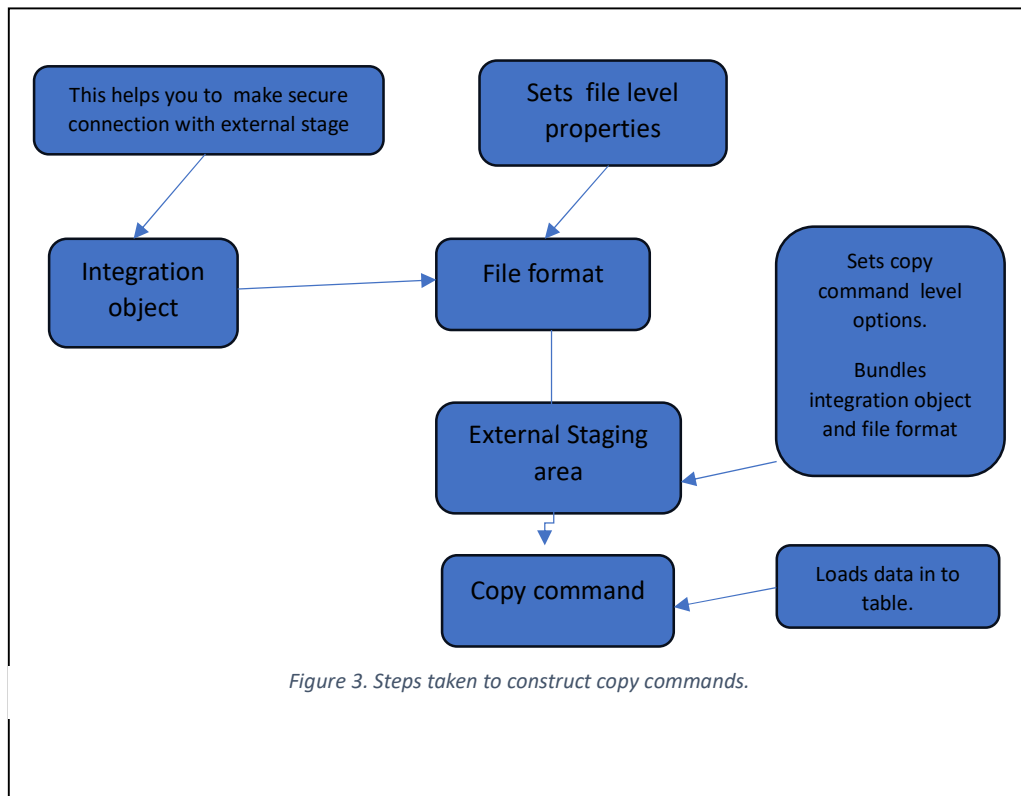 This helps you to make secure
connection with external stage
Sets file level
properties
Integration
object
File format
Sets copy
command level
options.
Bundles
integration object
and file format
External Staging
area
Copy command
Loads data in to
table.
Figure 3. Steps taken to construct copy commands.